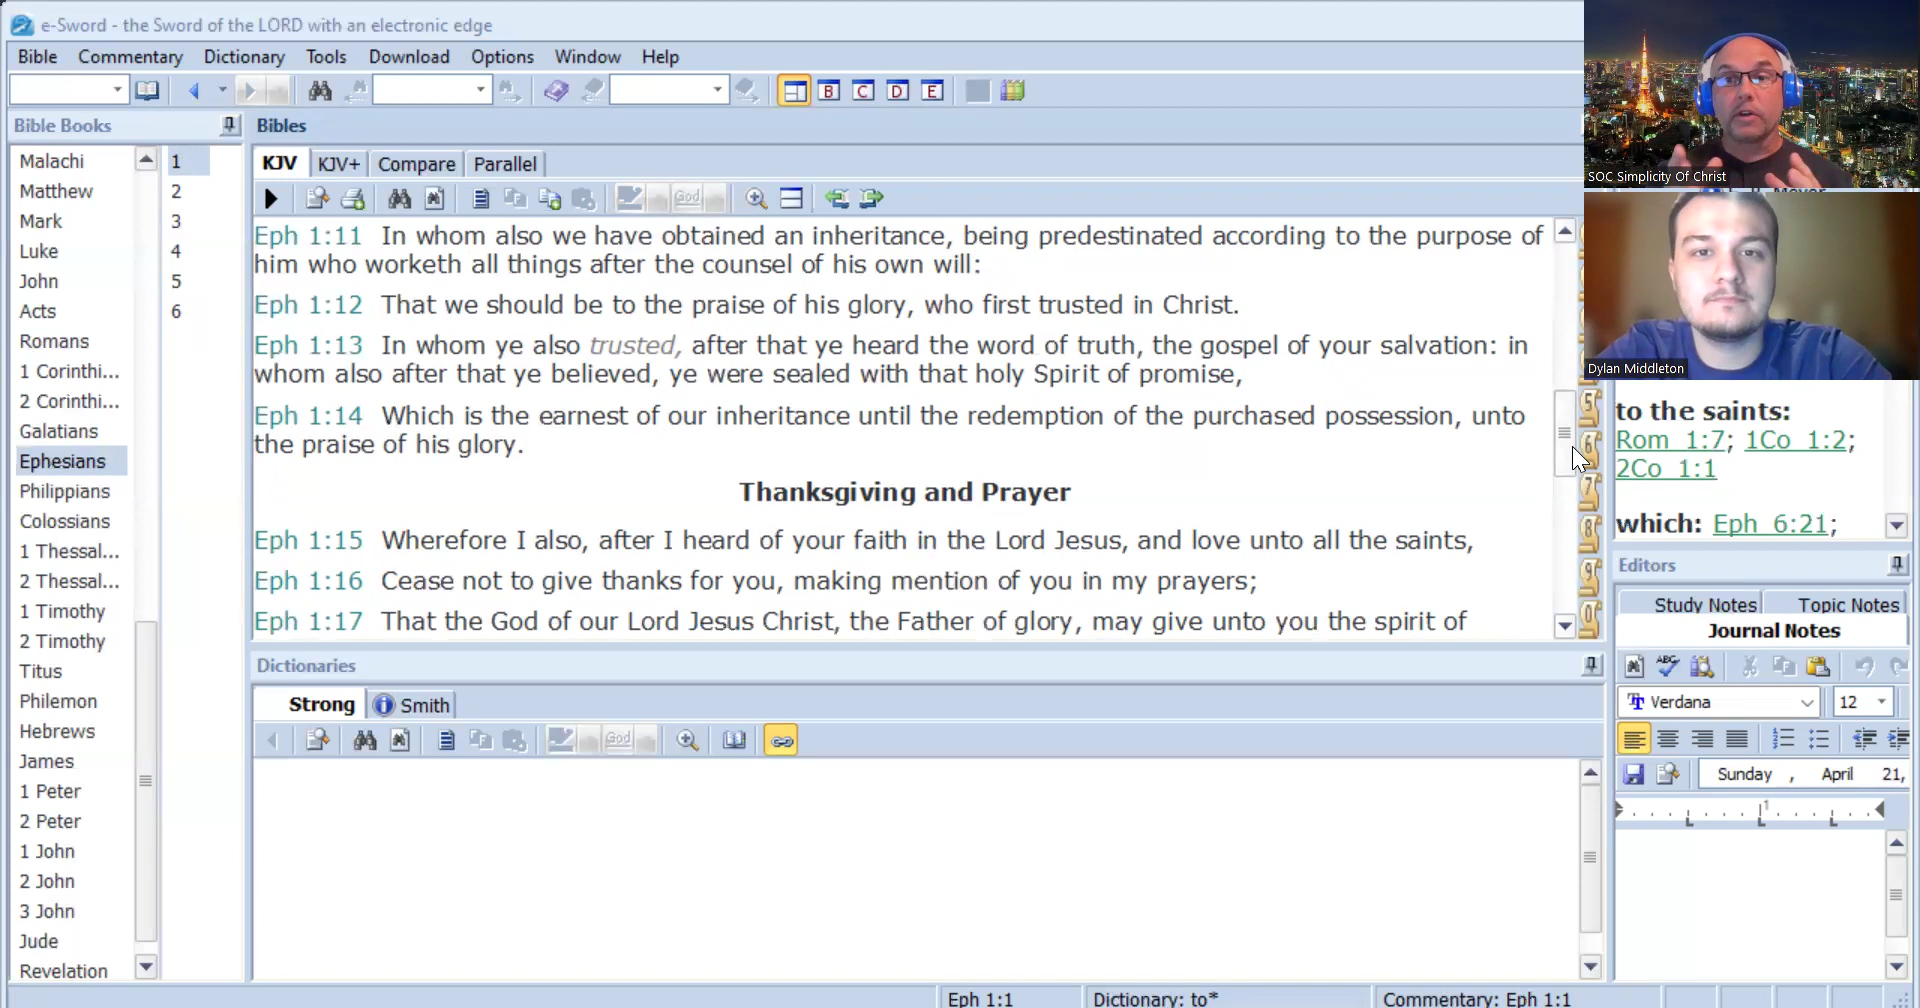 e-Sword - the Sword of the LORD with an electronic edge
Bible Commentary Dictionary Tools Download Options Window Help
B C D E
Bible Books
Malachi
Matthew
Mark
Luke
John
Acts
Romans
1 Corinthi...
2 Corinthi...
Galatians
Ephesians
Philippians
Colossians
1 Thessal...
2 Thessal...
1 Timothy
2 Timothy
Titus
Philemon
Hebrews
James
1 Peter
2 Peter
1 John
2 John
3 John
Jude
Revelation
1
2
3
4
5
6
Bibles
KJV KJV+ Compare Parallel
God
Eph 1:11 In whom also we have obtained an inheritance, being predestinated according to the purpose of
him who worketh all things after the counsel of his own will:
Eph 1:12 That we should be to the praise of his glory, who first trusted in Christ.
Eph 1:13 In whom ye also trusted, after that ye heard the word of truth, the gospel of your salvation: in
whom also after that ye believed, ye were sealed with that holy Spirit of promise,
Eph 1:14 Which is the earnest of our inheritance until the redemption of the purchased possession, unto
the praise of his glory.
Thanksgiving and Prayer
Eph 1:15 Wherefore I also, after I heard of your faith in the Lord Jesus, and love unto all the saints,
Eph 1:16 Cease not to give thanks for you, making mention of you in my prayers;
Eph 1:17 That the God of our Lord Jesus Christ, the Father of glory, may give unto you the spirit of
5
6
7
8
9
0
Dictionaries
Strong Smith
God
SOC Simplicity Of Christ
Dylan Middleton
to the saints:
Rom 1:7; 1Co 1:2;
2Co 1:1
which: Eph 6:21;
Editors
Study Notes Topic Notes
Journal Notes
ABC
Verdana 12
Sunday , April 21,
1
Eph 1:1 Dictionary: to* Commentary: Eph 1:1